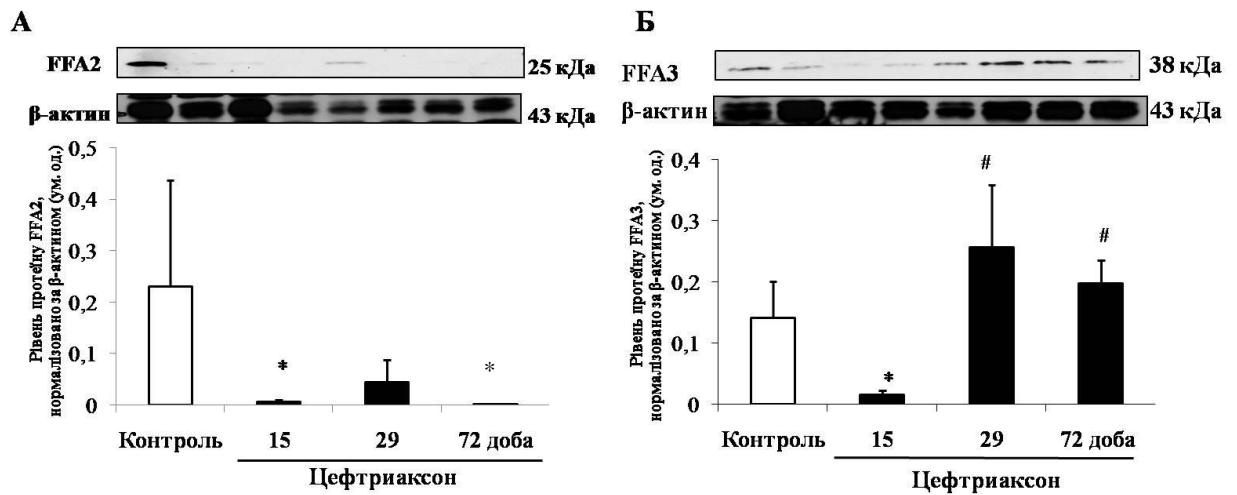 А
FFA2
25 кДа
β-актин
43 кДа
Рівень протеїну FFA2,
нормалізовано за β-актином (ум. од.)
0,5
0,4
0,3
0,2
0,1
0
*
*
Контроль
15
29
72 доба
Цефтриаксон
Б
FFA3
38 кДа
β-актин
43 кДа
Рівень протеїну FFA3,
нормалізовано за β-актином (ум. од.)
0,4
0,3
0,2
0,1
0
*
#
#
Контроль
15
29
72 доба
Цефтриаксон